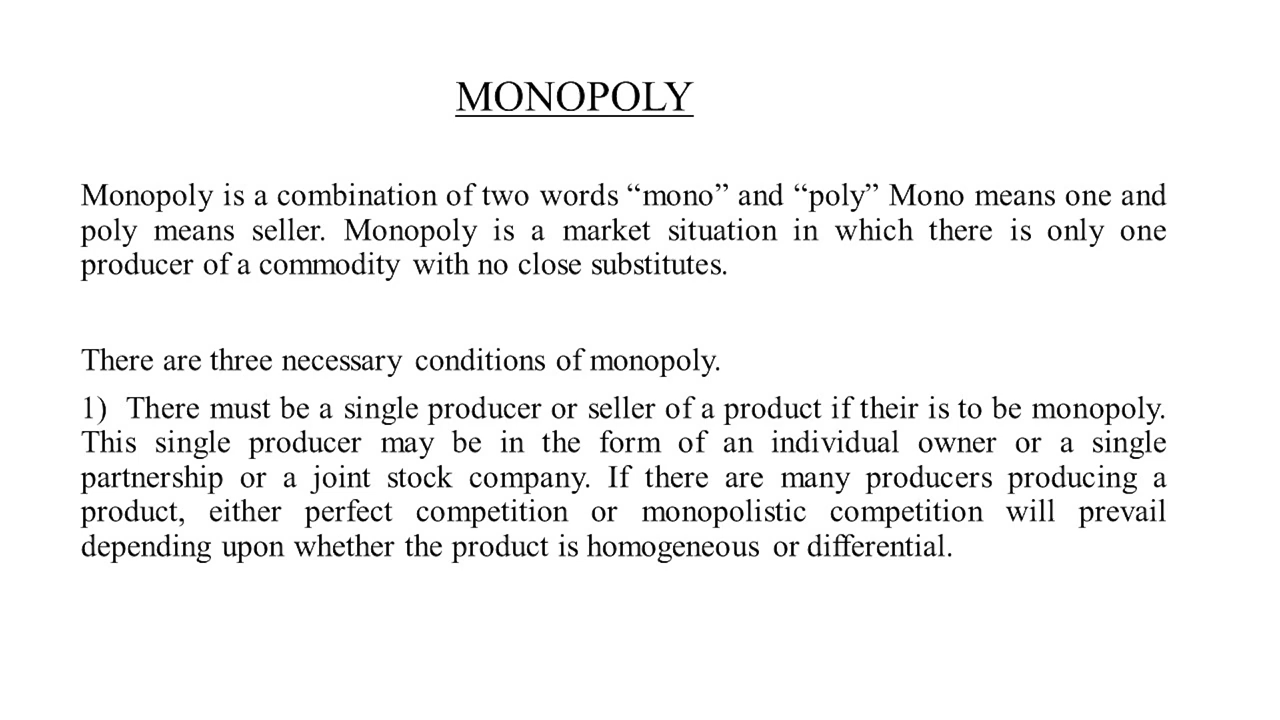 MONOPOLY
Monopoly is a combination of two words “mono” and “poly” Mono means one and
poly means seller. Monopoly is a market situation in which there is only one
producer of a commodity with no close substitutes.
There are three necessary conditions of monopoly.
1) There must be a single producer or seller of a product if their is to be monopoly.
This single producer may be in the form of an individual owner or a single
partnership or a joint stock company. If there are many producers producing a
product, either perfect competition or monopolistic competition will prevail
depending upon whether the product is homogeneous or differential.